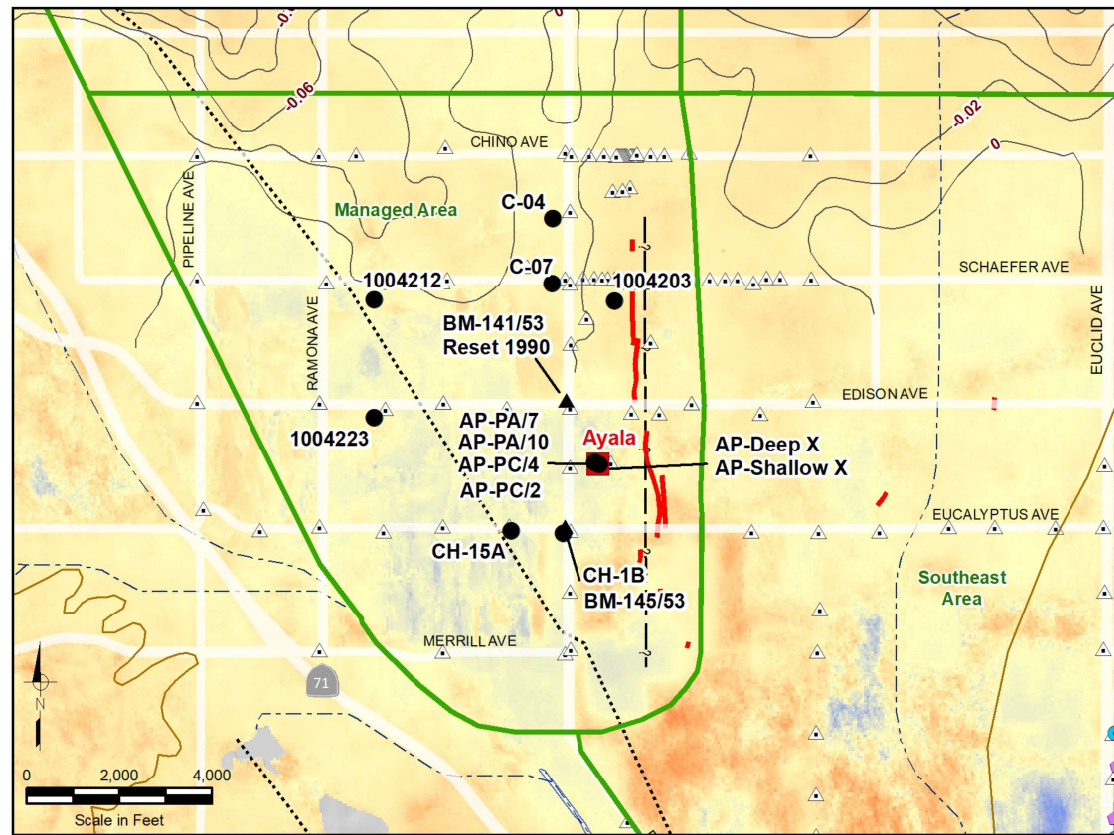 0
-0.06
-0.02
0
CHINO AVE
PIPELINE AVE
Managed Area
C-04
C-07
1004212
1004203
SCHAEFER AVE
BM-141/53
Reset 1990
RAMONA AVE
EUCLID AVE
EDISON AVE
1004223
AP-PA/7
AP-PA/10
AP-PC/4
AP-PC/2
Ayala
AP-Deep X
AP-Shallow X
?
?
?
?
EUCALYPTUS AVE
CH-15A
CH-1B
BM-145/53
Southeast
Area
MERRILL AVE
71
N
0 2,000 4,000
Scale in Feet